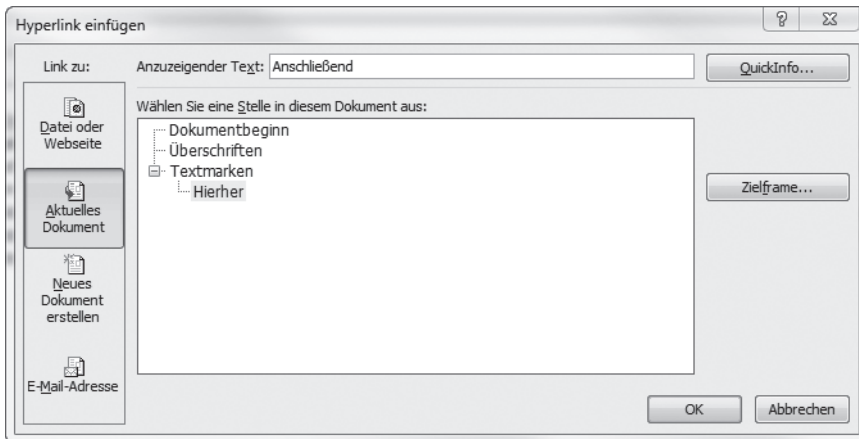 Hyperlink einfügen
Link zu:
Anzuzeigender Text: Anschließend
QuickInfo...
Datei oder
Webseite
Aktuelles
Dokument
Neues
Dokument
erstellen
E-Mail-Adresse
Wählen Sie eine Stelle in diesem Dokument aus:
Dokumentbeginn
Überschriften
Textmarken
Hierher
Zielframe...
OK
Abbrechen